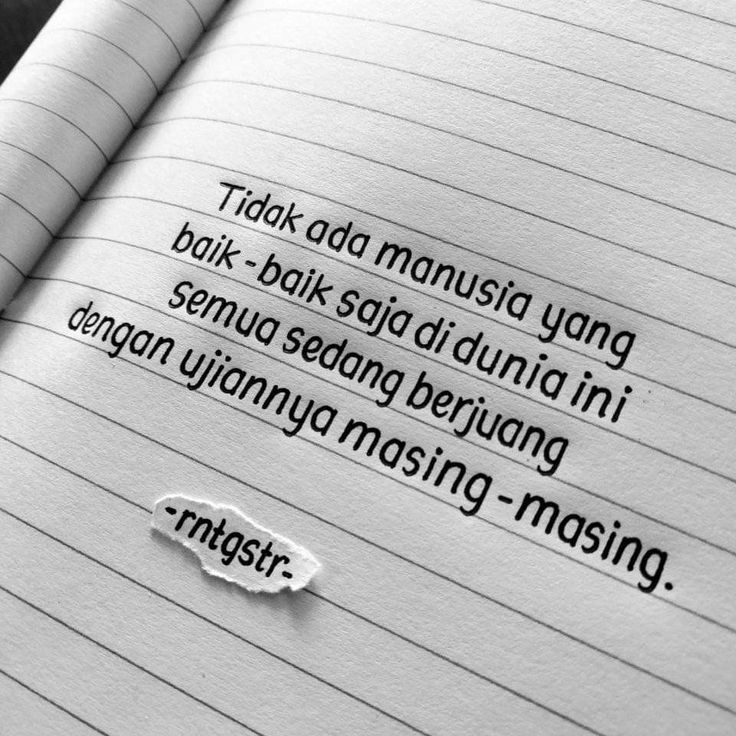 Tidak ada manusia yang
baik-baik saja di dunia ini
semua sedang berjuang
dengan ujiannya masing-masing.
-rntgstr-